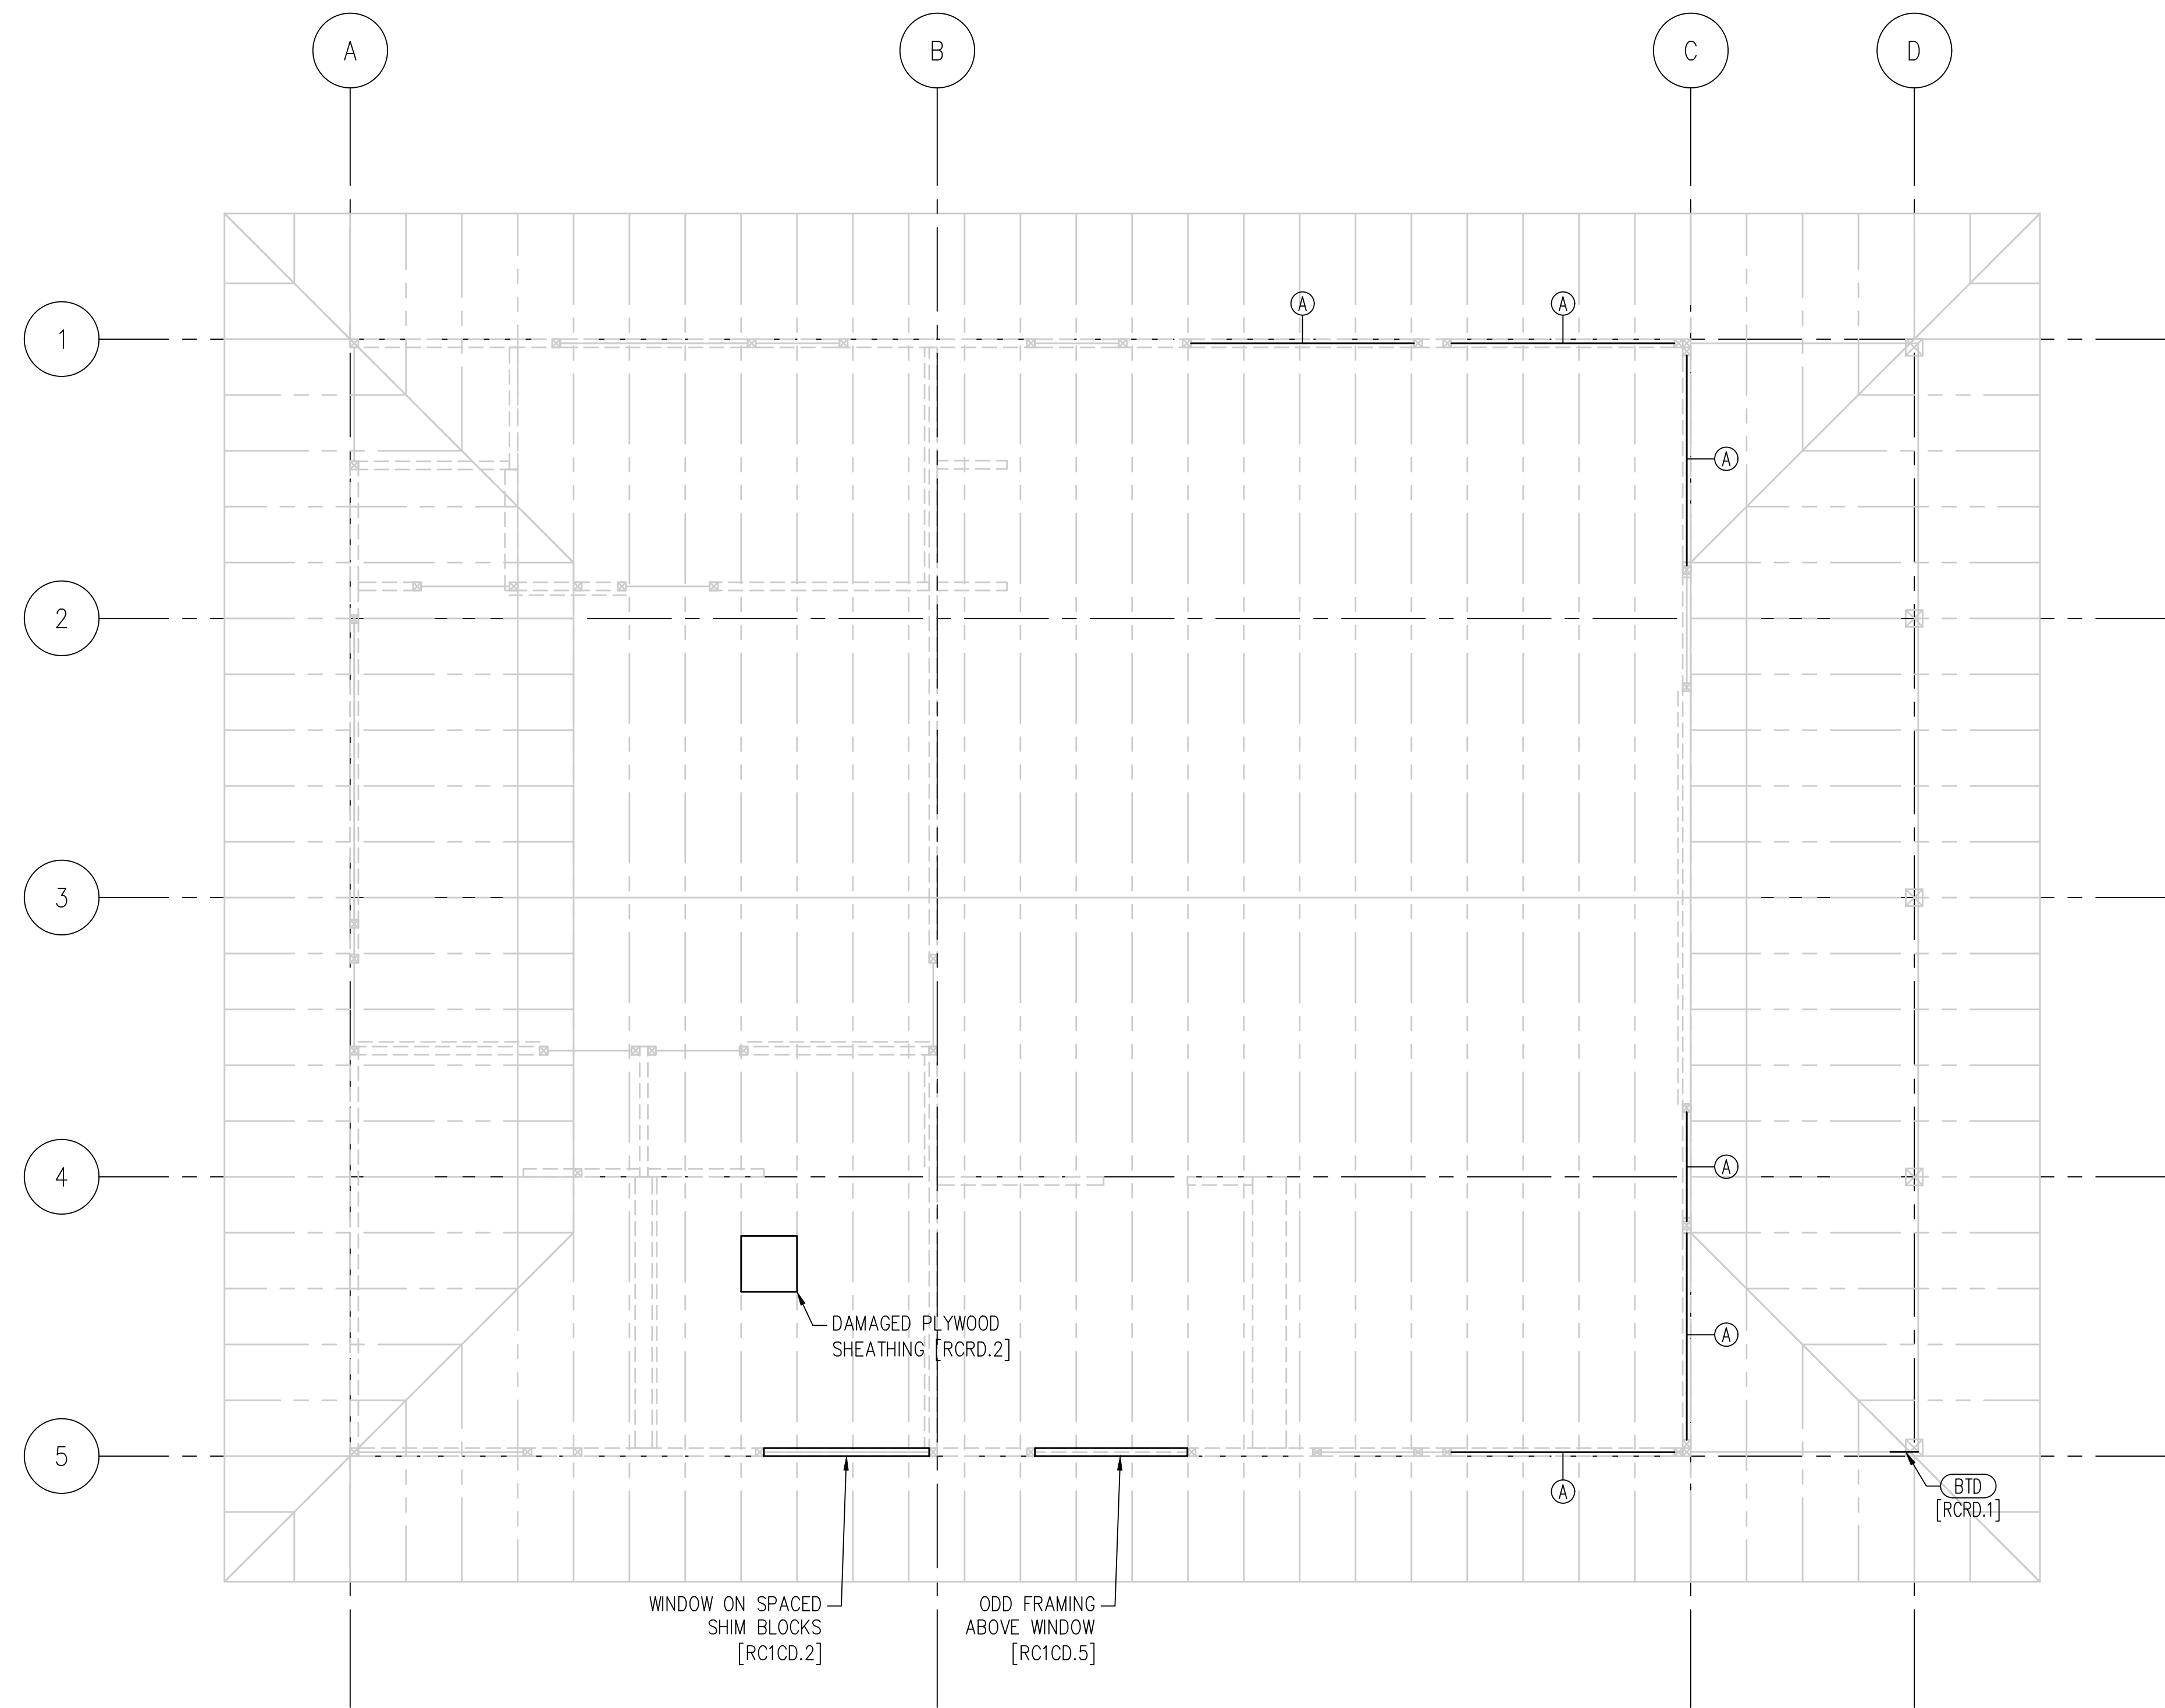 A
B
C
D
1
A
A
A
2
3
4
A
DAMAGED PLYWOOD
SHEATHING [RCRD.2]
A
5
A
BTD
[RCRD.1]
WINDOW ON SPACED
SHIM BLOCKS
[RC1CD.2]
ODD FRAMING
ABOVE WINDOW
[RC1CD.5]